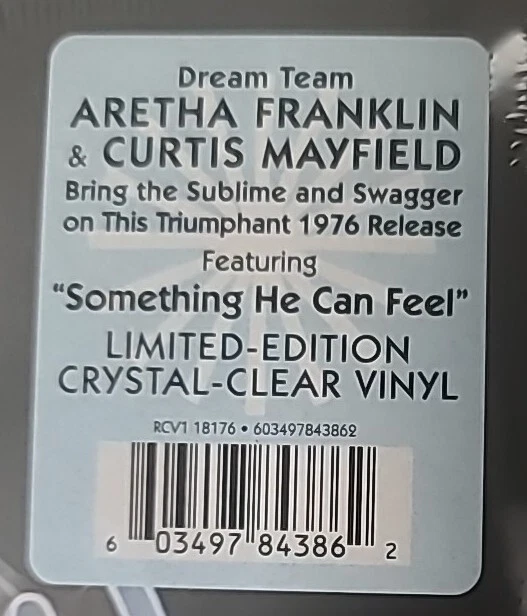 Dream Team
ARETHA FRANKLIN
& CURTIS MAYFIELD
Bring the Sublime and Swagger
on This Triumphant 1976 Release
Featuring
“Something He Can Feel”
LIMITED-EDITION
CRYSTAL-CLEAR VINYL
RCV1 18176 • 603497843862
6 03497 84386 2